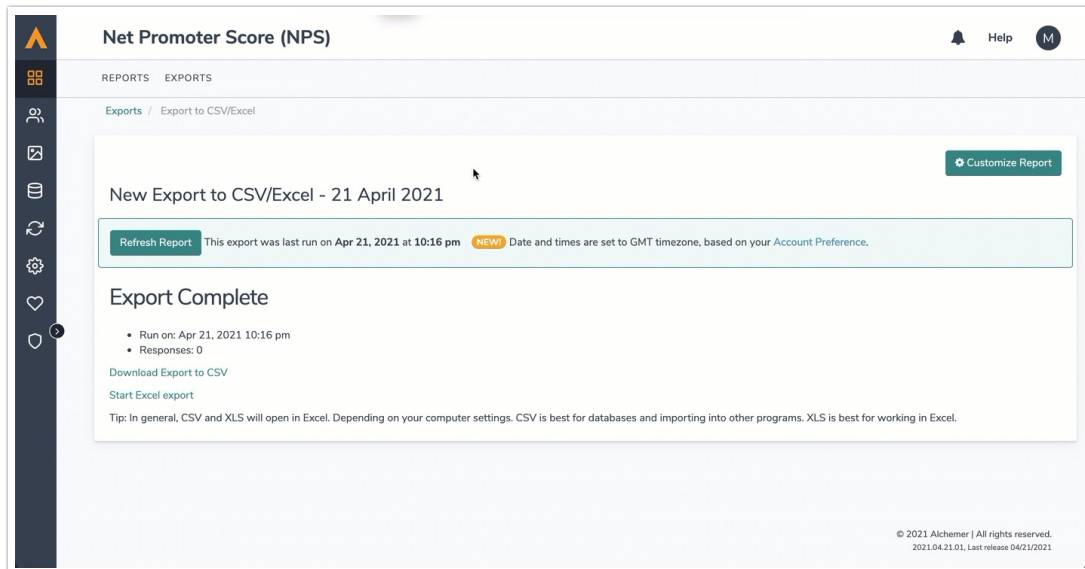 Net Promoter Score (NPS)
Help
M
REPORTS EXPORTS
Exports / Export to CSV/Excel
Customize Report
New Export to CSV/Excel - 21 April 2021
Refresh Report This export was last run on Apr 21, 2021 at 10:16 pm NEW! Date and times are set to GMT timezone, based on your Account Preference.
Export Complete
• Run on: Apr 21, 2021 10:16 pm
• Responses: 0
Download Export to CSV
Start Excel export
Tip: In general, CSV and XLS will open in Excel. Depending on your computer settings. CSV is best for databases and importing into other programs. XLS is best for working in Excel.
© 2021 Alchemer | All rights reserved.
2021.04.21.01, Last release 04/21/2021